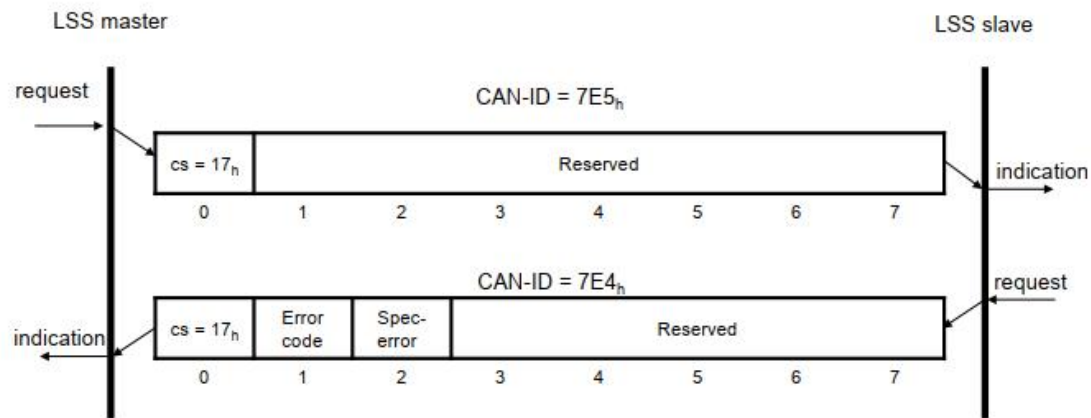 LSS master
LSS slave
request
CAN-ID = 7E5h
cs = 17h Reserved
indication
0 1 2 3 4 5 6 7
CAN-ID = 7E4h
request
indication
cs = 17h Error code Spec-error Reserved
0 1 2 3 4 5 6 7